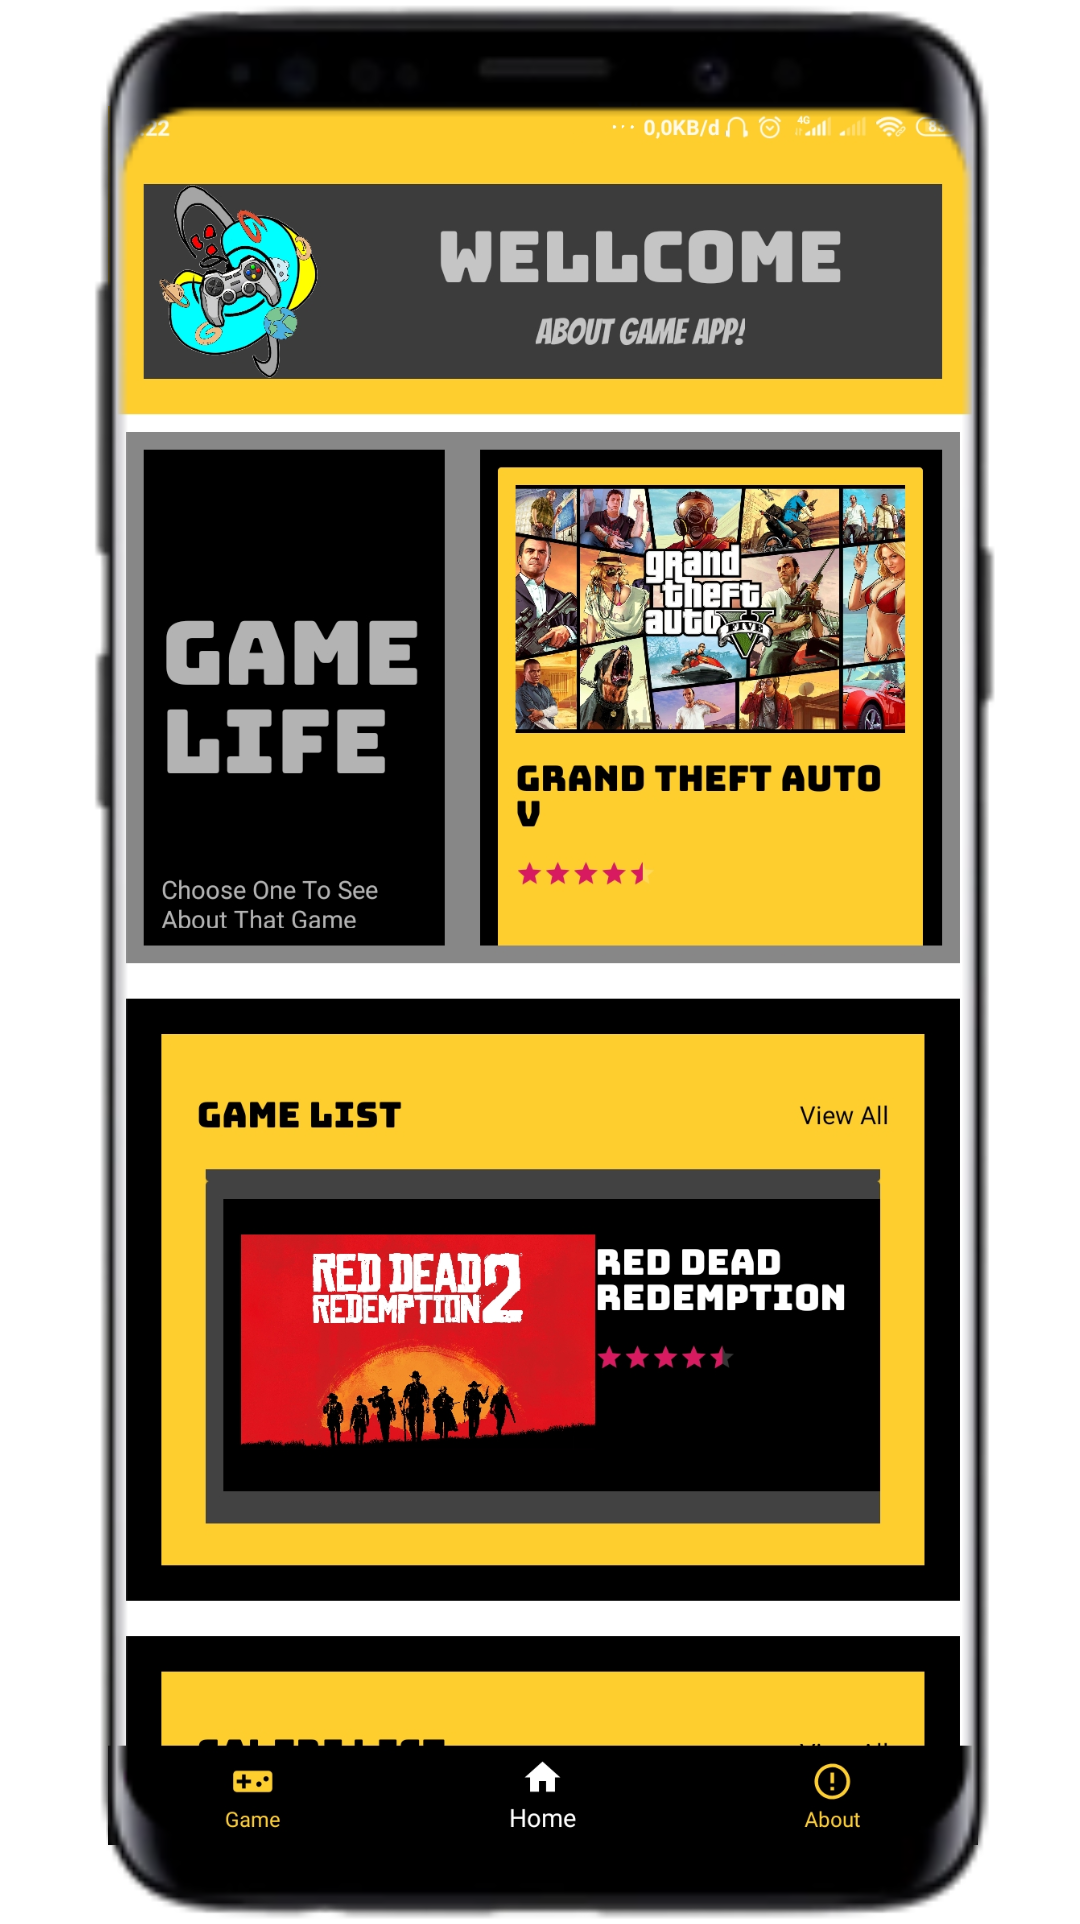 :22
... 0,0KB/d 4G
WELLCOME
ABOUT GAME APP!
GAME
LIFE
Choose One To See
About That Game
grand
theft
auto
FIVE
GRAND THEFT AUTO
V
GAME LIST
View All
RED DEAD
REDEMPTION 2
RED DEAD
REDEMPTION
Game
Home
About